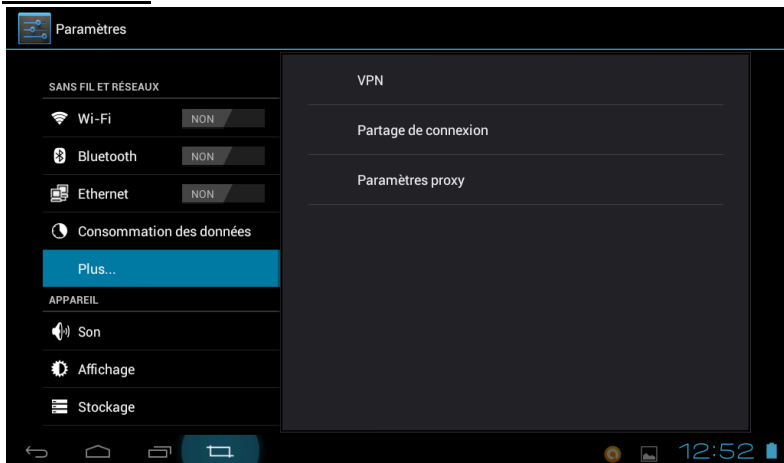 Paramètres
SANS FIL ET RÉSEAUX
Wi-Fi NON
Bluetooth NON
Ethernet NON
Consommation des données
Plus...
APPAREIL
Son
Affichage
Stockage
VPN
Partage de connexion
Paramètres proxy
12:52